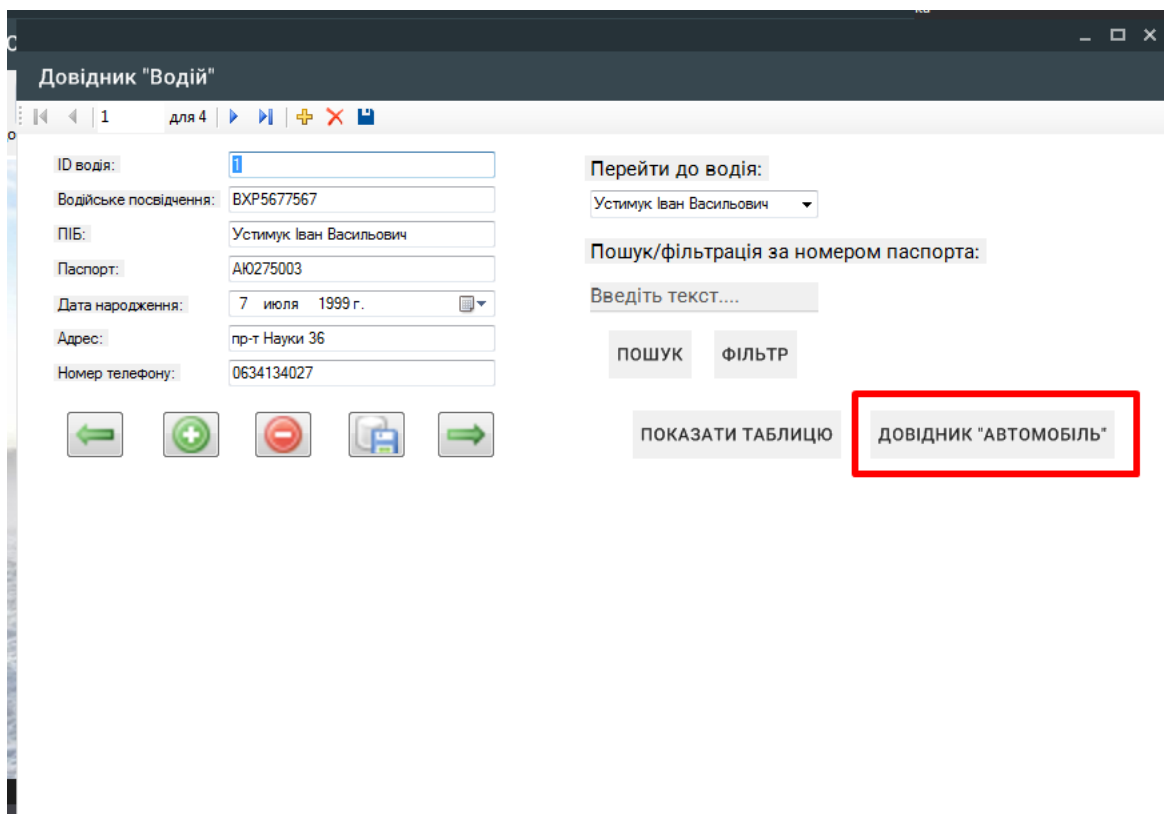 Довідник "Водій"
1 для 4
ID водія: 1
Водійське посвідчення: ВХР5677567
ПІБ: Устимук Іван Васильович
Паспорт: АЮ275003
Дата народження: 7 июля 1999 г.
Адрес: пр-т Науки 36
Номер телефону: 0634134027
Перейти до водія:
Устимук Іван Васильович
Пошук/фільтрація за номером паспорта:
Введіть текст....
ПОШУК ФІЛЬТР
ПОКАЗАТИ ТАБЛИЦЮ ДОВІДНИК "АВТОМОБІЛЬ"